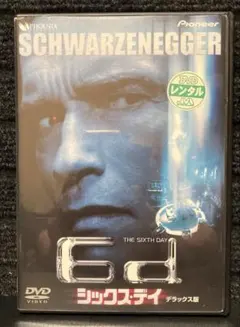 PHOENIX
Pioneer
SCHWARZENEGGER
レンタル
THE SIXTH DAY
6d
DVD
VIDEO
シックス・デイ デラックス版